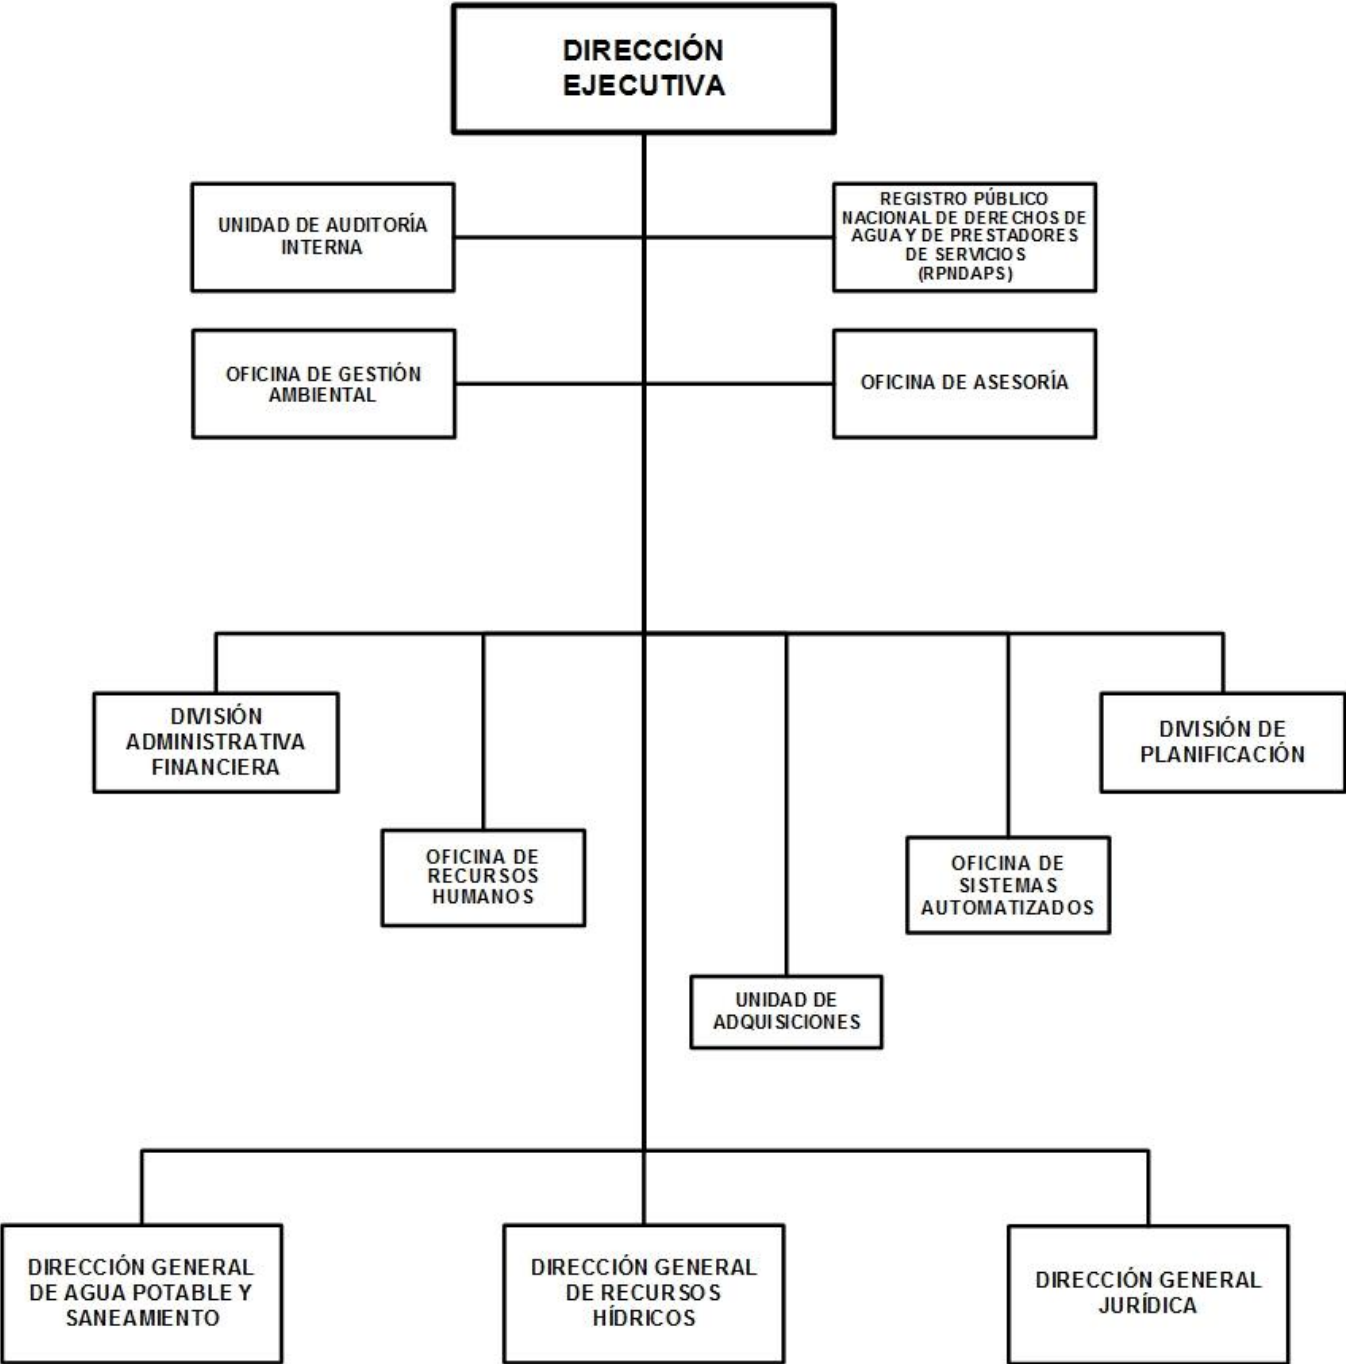 DIRECCIÓN
EJECUTIVA
UNIDAD DE AUDITORÍA
INTERNA
REGISTRO PÚBLICO
NACIONAL DE DERECHOS DE
AGUA Y DE PRESTADORES
DE SERVICIOS
(RPNDAPS)
OFICINA DE GESTIÓN
AMBIENTAL
OFICINA DE ASESORÍA
DIVISIÓN
ADMINISTRATIVA
FINANCIERA
DIVISIÓN DE
PLANIFICACIÓN
OFICINA DE
RECURSOS
HUMANOS
OFICINA DE
SISTEMAS
AUTOMATIZADOS
UNIDAD DE
ADQUISICIONES
DIRECCIÓN GENERAL
DE AGUA POTABLE Y
SANEAMIENTO
DIRECCIÓN GENERAL
DE RECURSOS
HÍDRICOS
DIRECCIÓN GENERAL
JURÍDICA